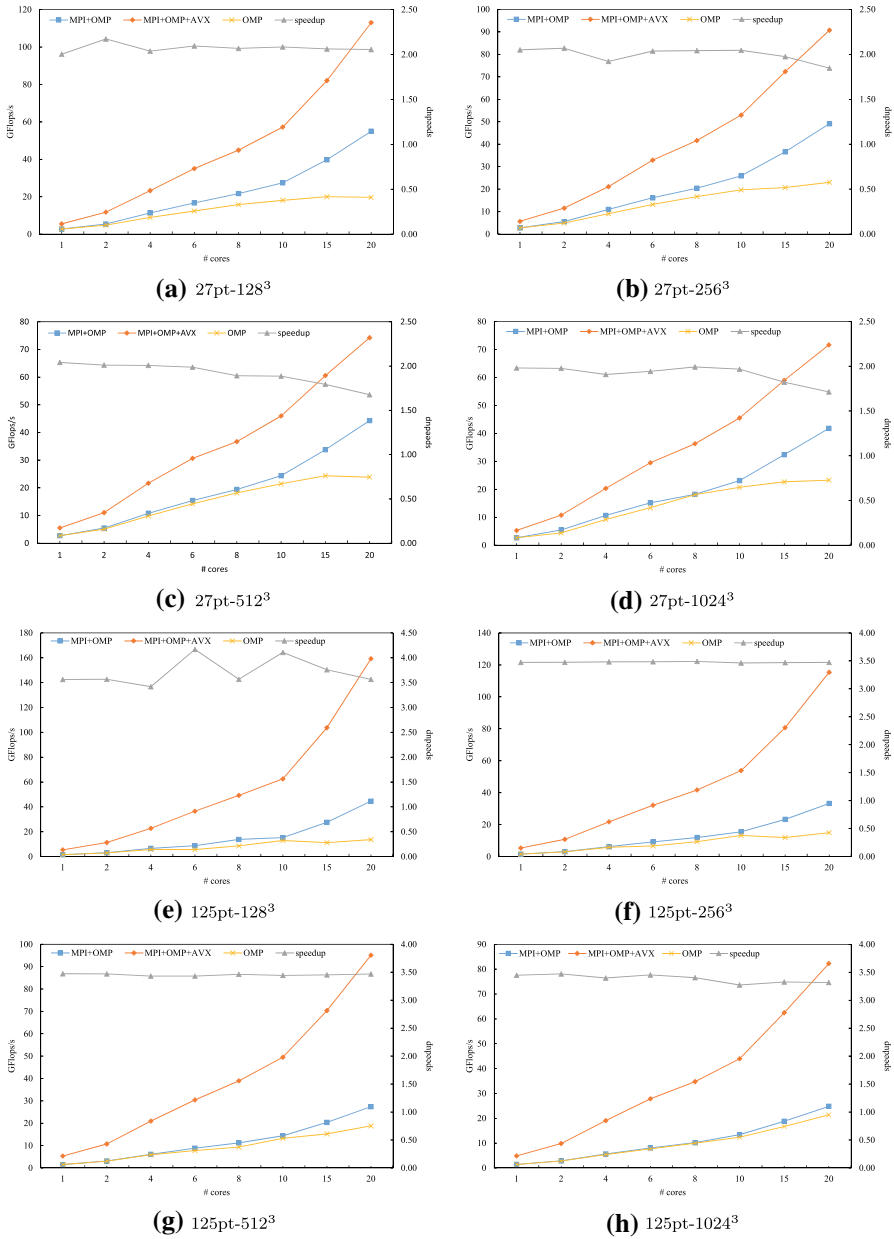 MPI+OMP MPI+OMP+AVX OMP speedup
GFlops/s
120
100
80
60
40
20
0
2.50
2.00
1.50
1.00
0.50
0.00
speedup
1 2 4 6 8 10 15 20
# cores
(a) 27pt-128³
MPI+OMP MPI+OMP+AVX OMP speedup
GFlops/s
100
90
80
70
60
50
40
30
20
10
0
2.50
2.00
1.50
1.00
0.50
0.00
speedup
1 2 4 6 8 10 15 20
# cores
(b) 27pt-256³
MPI+OMP MPI+OMP+AVX OMP speedup
GFlops/s
80
70
60
50
40
30
20
10
0
2.50
2.00
1.50
1.00
0.50
0.00
speedup
1 2 4 6 8 10 15 20
# cores
(c) 27pt-512³
MPI+OMP MPI+OMP+AVX OMP speedup
GFlops/s
80
70
60
50
40
30
20
10
0
2.50
2.00
1.50
1.00
0.50
0.00
speedup
1 2 4 6 8 10 15 20
# cores
(d) 27pt-1024³
MPI+OMP MPI+OMP+AVX OMP speedup
GFlops/s
180
160
140
120
100
80
60
40
20
0
4.50
4.00
3.50
3.00
2.50
2.00
1.50
1.00
0.50
0.00
speedup
1 2 4 6 8 10 15 20
# cores
(e) 125pt-128³
MPI+OMP MPI+OMP+AVX OMP speedup
GFlops/s
140
120
100
80
60
40
20
0
4.00
3.50
3.00
2.50
2.00
1.50
1.00
0.50
0.00
speedup
1 2 4 6 8 10 15 20
# cores
(f) 125pt-256³
MPI+OMP MPI+OMP+AVX OMP speedup
GFlops/s
100
90
80
70
60
50
40
30
20
10
0
4.00
3.50
3.00
2.50
2.00
1.50
1.00
0.50
0.00
speedup
1 2 4 6 8 10 15 20
# cores
(g) 125pt-512³
MPI+OMP MPI+OMP+AVX OMP speedup
GFlops/s
90
80
70
60
50
40
30
20
10
0
4.00
3.50
3.00
2.50
2.00
1.50
1.00
0.50
0.00
speedup
1 2 4 6 8 10 15 20
# cores
(h) 125pt-1024³